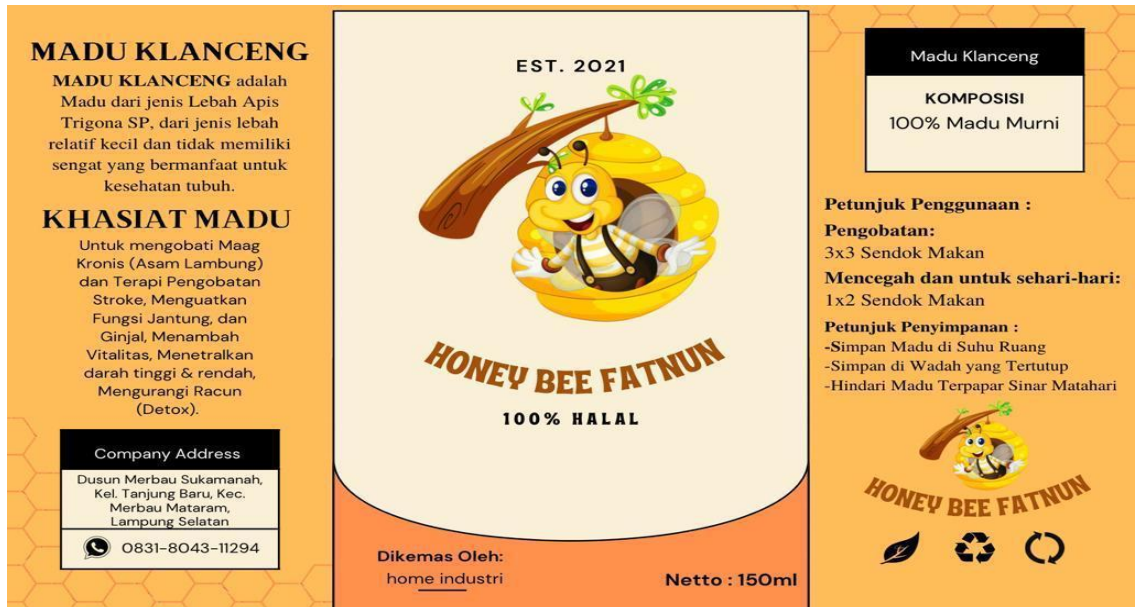 MADU KLANCENG
MADU KLANCENG adalah
Madu dari jenis Lebah Apis
Trigona SP, dari jenis lebah
relatif kecil dan tidak memiliki
sengat yang bermanfaat untuk
kesehatan tubuh.
KHASIAT MADU
Untuk mengobati Maag
Kronis (Asam Lambung)
dan Terapi Pengobatan
Stroke, Menguatkan
Fungsi Jantung, dan
Ginjal, Menambah
Vitalitas, Menetralkan
darah tinggi & rendah,
Mengurangi Racun
(Detox).
Company Address
Dusun Merbau Sukamanah,
Kel. Tanjung Baru, Kec.
Merbau Mataram,
Lampung Selatan
0831-8043-11294
EST. 2021
HONEY BEE FATNUN
100% HALAL
Dikemas Oleh:
home industri
Netto : 150ml
Madu Klanceng
KOMPOSISI
100% Madu Murni
Petunjuk Penggunaan :
Pengobatan:
3x3 Sendok Makan
Mencegah dan untuk sehari-hari:
1x2 Sendok Makan
Petunjuk Penyimpanan :
-Simpan Madu di Suhu Ruang
-Simpan di Wadah yang Tertutup
-Hindari Madu Terpapar Sinar Matahari
HONEY BEE FATNUN